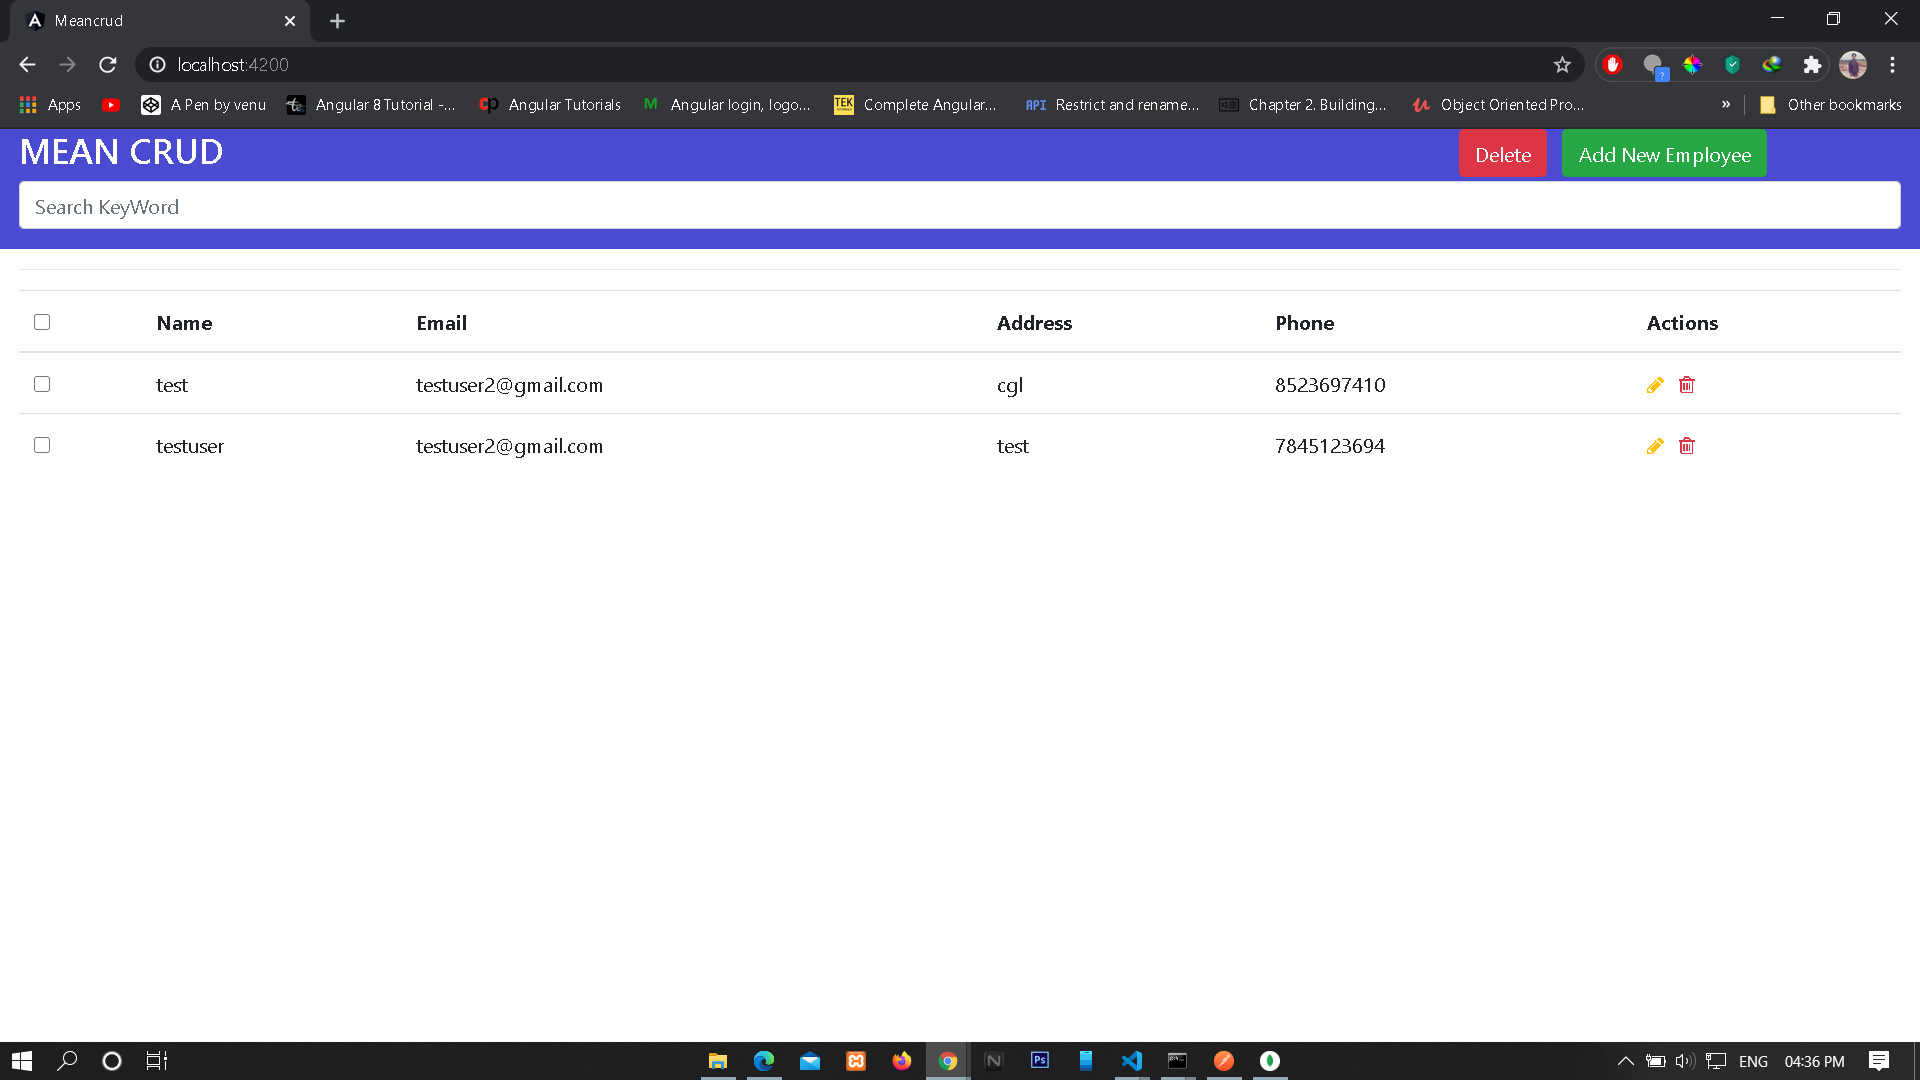 Meancrud
localhost:4200
Apps A Pen by venu Angular 8 Tutorial -... Angular Tutorials Angular login, logo... TEK Complete Angular... API Restrict and rename... Chapter 2. Building... Object Oriented Pro... » Other bookmarks
MEAN CRUD Delete Add New Employee
Search KeyWord
Name Email Address Phone Actions
test testuser2@gmail.com cgl 8523697410
testuser testuser2@gmail.com test 7845123694
ENG 04:36 PM